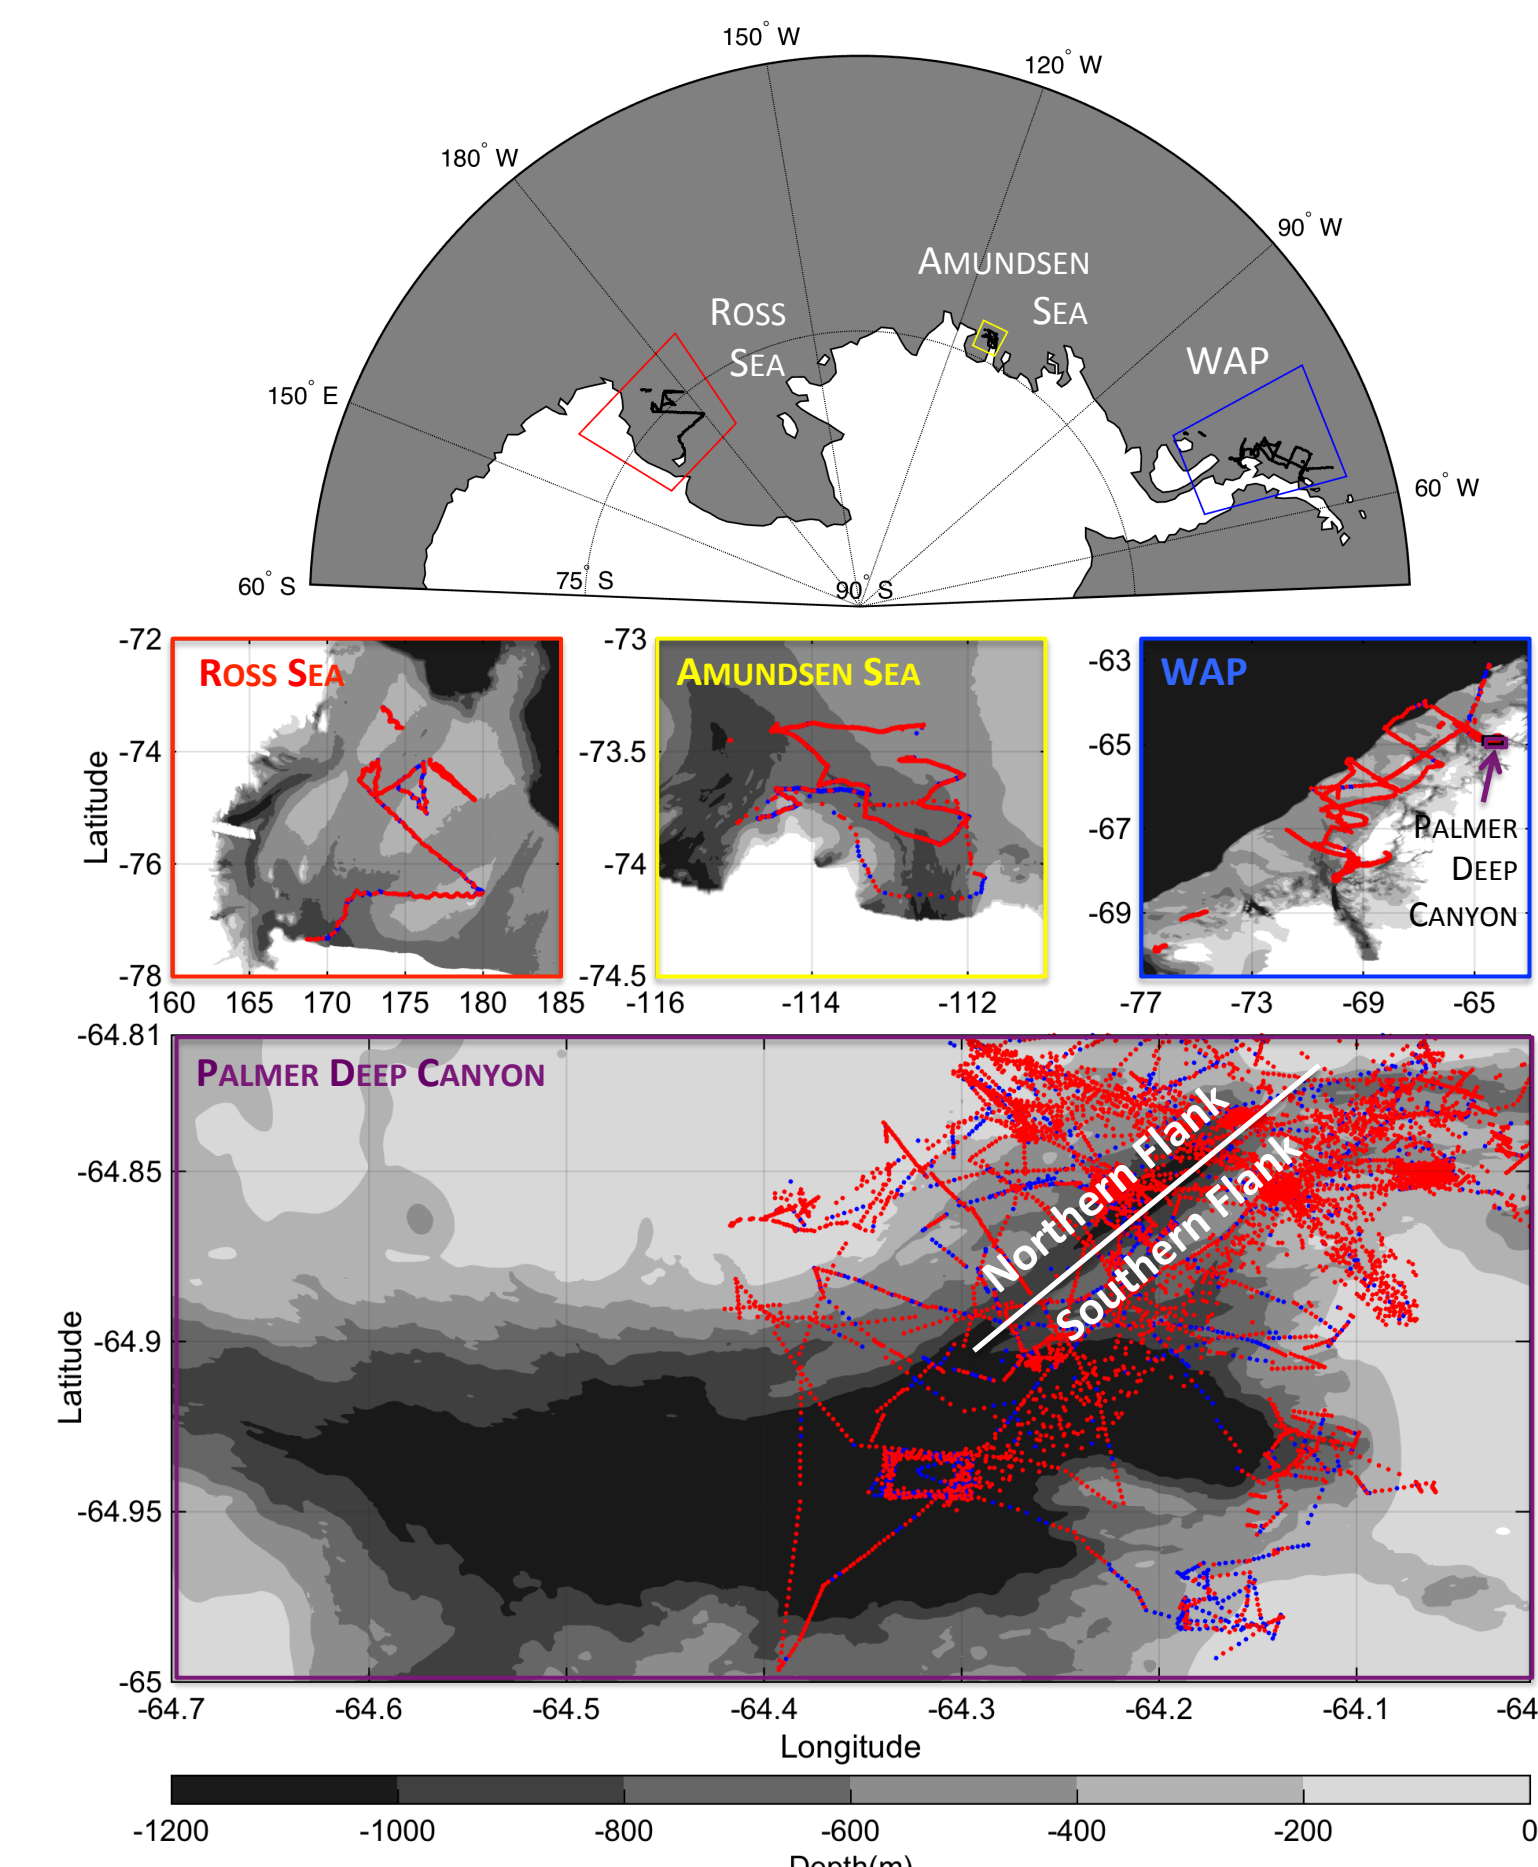 150° W
120° W
180° W
90° W
AMUNDSEN
SEA
ROSS
SEA
WAP
150° E
60° W
60° S
75° S
90° S
-72
-74
-76
-78
160
165
170
175
180
185
Latitude
ROSS SEA
-73
-73.5
-74
-74.5
-116
-114
-112
AMUNDSEN SEA
-63
-65
-67
-69
-77
-73
-69
-65
WAP
PALMER
DEEP
CANYON
-64.81
-64.85
-64.9
-64.95
-65
Latitude
PALMER DEEP CANYON
Northern Flank
Southern Flank
-64.7
-64.6
-64.5
-64.4
-64.3
-64.2
-64.1
-64
Longitude
-1200
-1000
-800
-600
-400
-200
0
Depth(m)